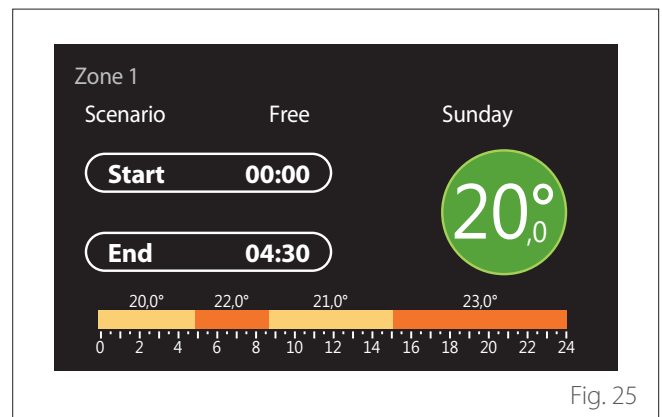 Zone 1
Scenario Free Sunday
Start 00:00
20°,0
End 04:30
20,0° 22,0° 21,0° 23,0°
0 2 4 6 8 10 12 14 16 18 20 22 24
Fig. 25